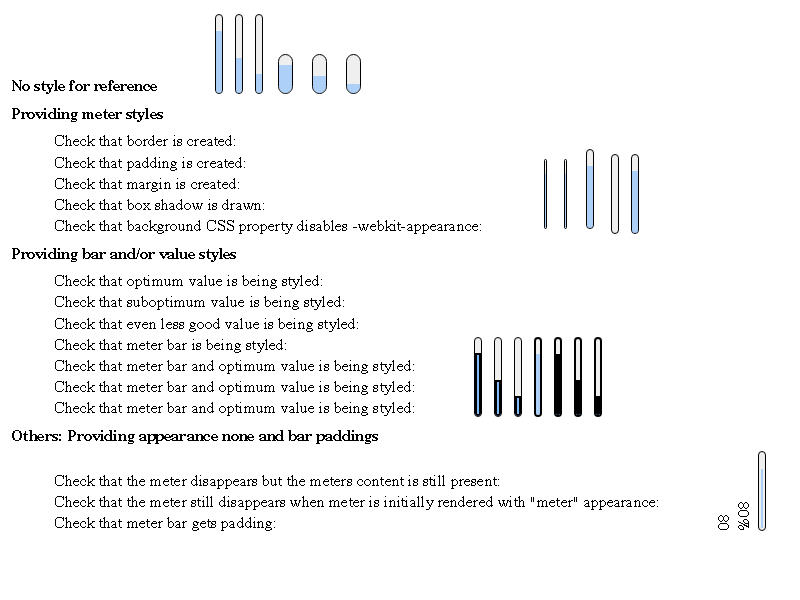 No style for reference
Providing meter styles
Check that border is created:
Check that padding is created:
Check that margin is created:
Check that box shadow is drawn:
Check that background CSS property disables -webkit-appearance:
Providing bar and/or value styles
Check that optimum value is being styled:
Check that suboptimum value is being styled:
Check that even less good value is being styled:
Check that meter bar is being styled:
Check that meter bar and optimum value is being styled:
Check that meter bar and optimum value is being styled:
Check that meter bar and optimum value is being styled:
Others: Providing appearance none and bar paddings
Check that the meter disappears but the meters content is still present:
Check that the meter still disappears when meter is initially rendered with "meter" appearance:
Check that meter bar gets padding:
80
80%